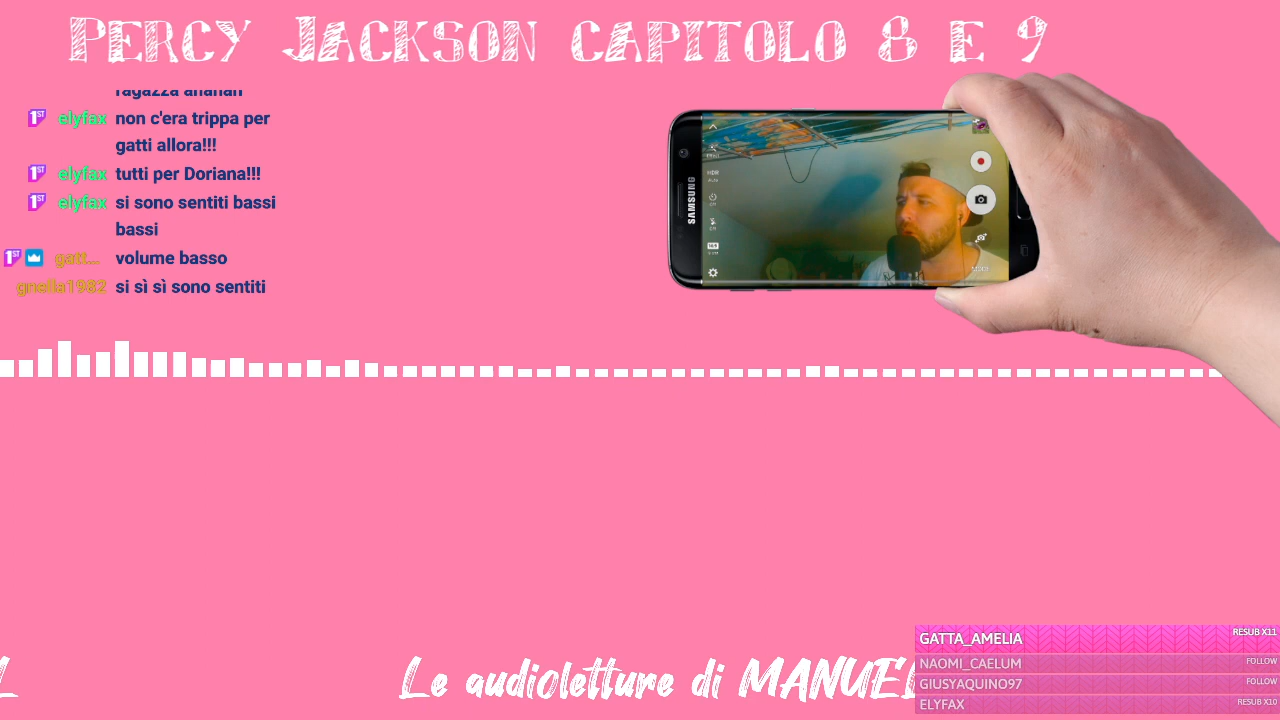 PERCY JACKSON CAPITOLO 8 E 9
ragazza ahahah
elyfax non c'era trippa per
gatti allora!!!
elyfax tutti per Doriana!!!
elyfax si sono sentiti bassi
bassi
gatt... volume basso
gnella1982 si sì sì sono sentiti
SAMSUNG
HDR
Le audioletture di MANUEL
GATTA_AMELIA RESUB X11
NAOMI_CAELUM FOLLOW
GIUSYAQUINO97 FOLLOW
ELYFAX RESUB X10